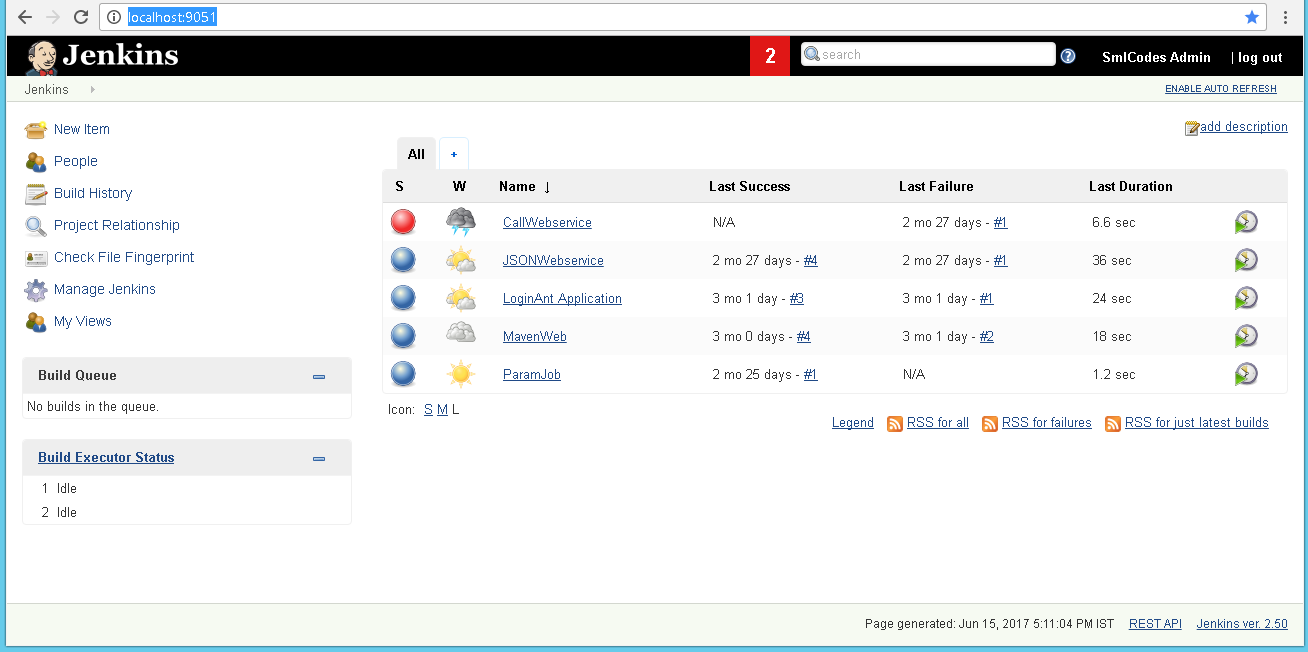 localhost:9051
Jenkins
2
search
SmlCodes Admin | log out
Jenkins
ENABLE AUTO REFRESH
New Item
People
Build History
Project Relationship
Check File Fingerprint
Manage Jenkins
My Views
Build Queue
No builds in the queue.
Build Executor Status
1 Idle
2 Idle
add description
All +
S W Name ↓ Last Success Last Failure Last Duration
CallWebservice N/A 2 mo 27 days - #1 6.6 sec
JSONWebservice 2 mo 27 days - #4 2 mo 27 days - #1 36 sec
LoginAnt Application 3 mo 1 day - #3 3 mo 1 day - #1 24 sec
MavenWeb 3 mo 0 days - #4 3 mo 1 day - #2 18 sec
ParamJob 2 mo 25 days - #1 N/A 1.2 sec
Icon: S M L
Legend RSS for all RSS for failures RSS for just latest builds
Page generated: Jun 15, 2017 5:11:04 PM IST REST API Jenkins ver. 2.50